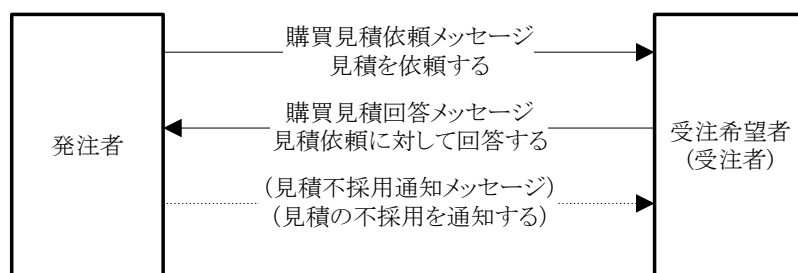 購買見積依頼メッセージ
見積を依頼する
購買見積回答メッセージ
見積依頼に対して回答する
発注者
受注希望者
(受注者)
(見積不採用通知メッセージ)
(見積の不採用を通知する)